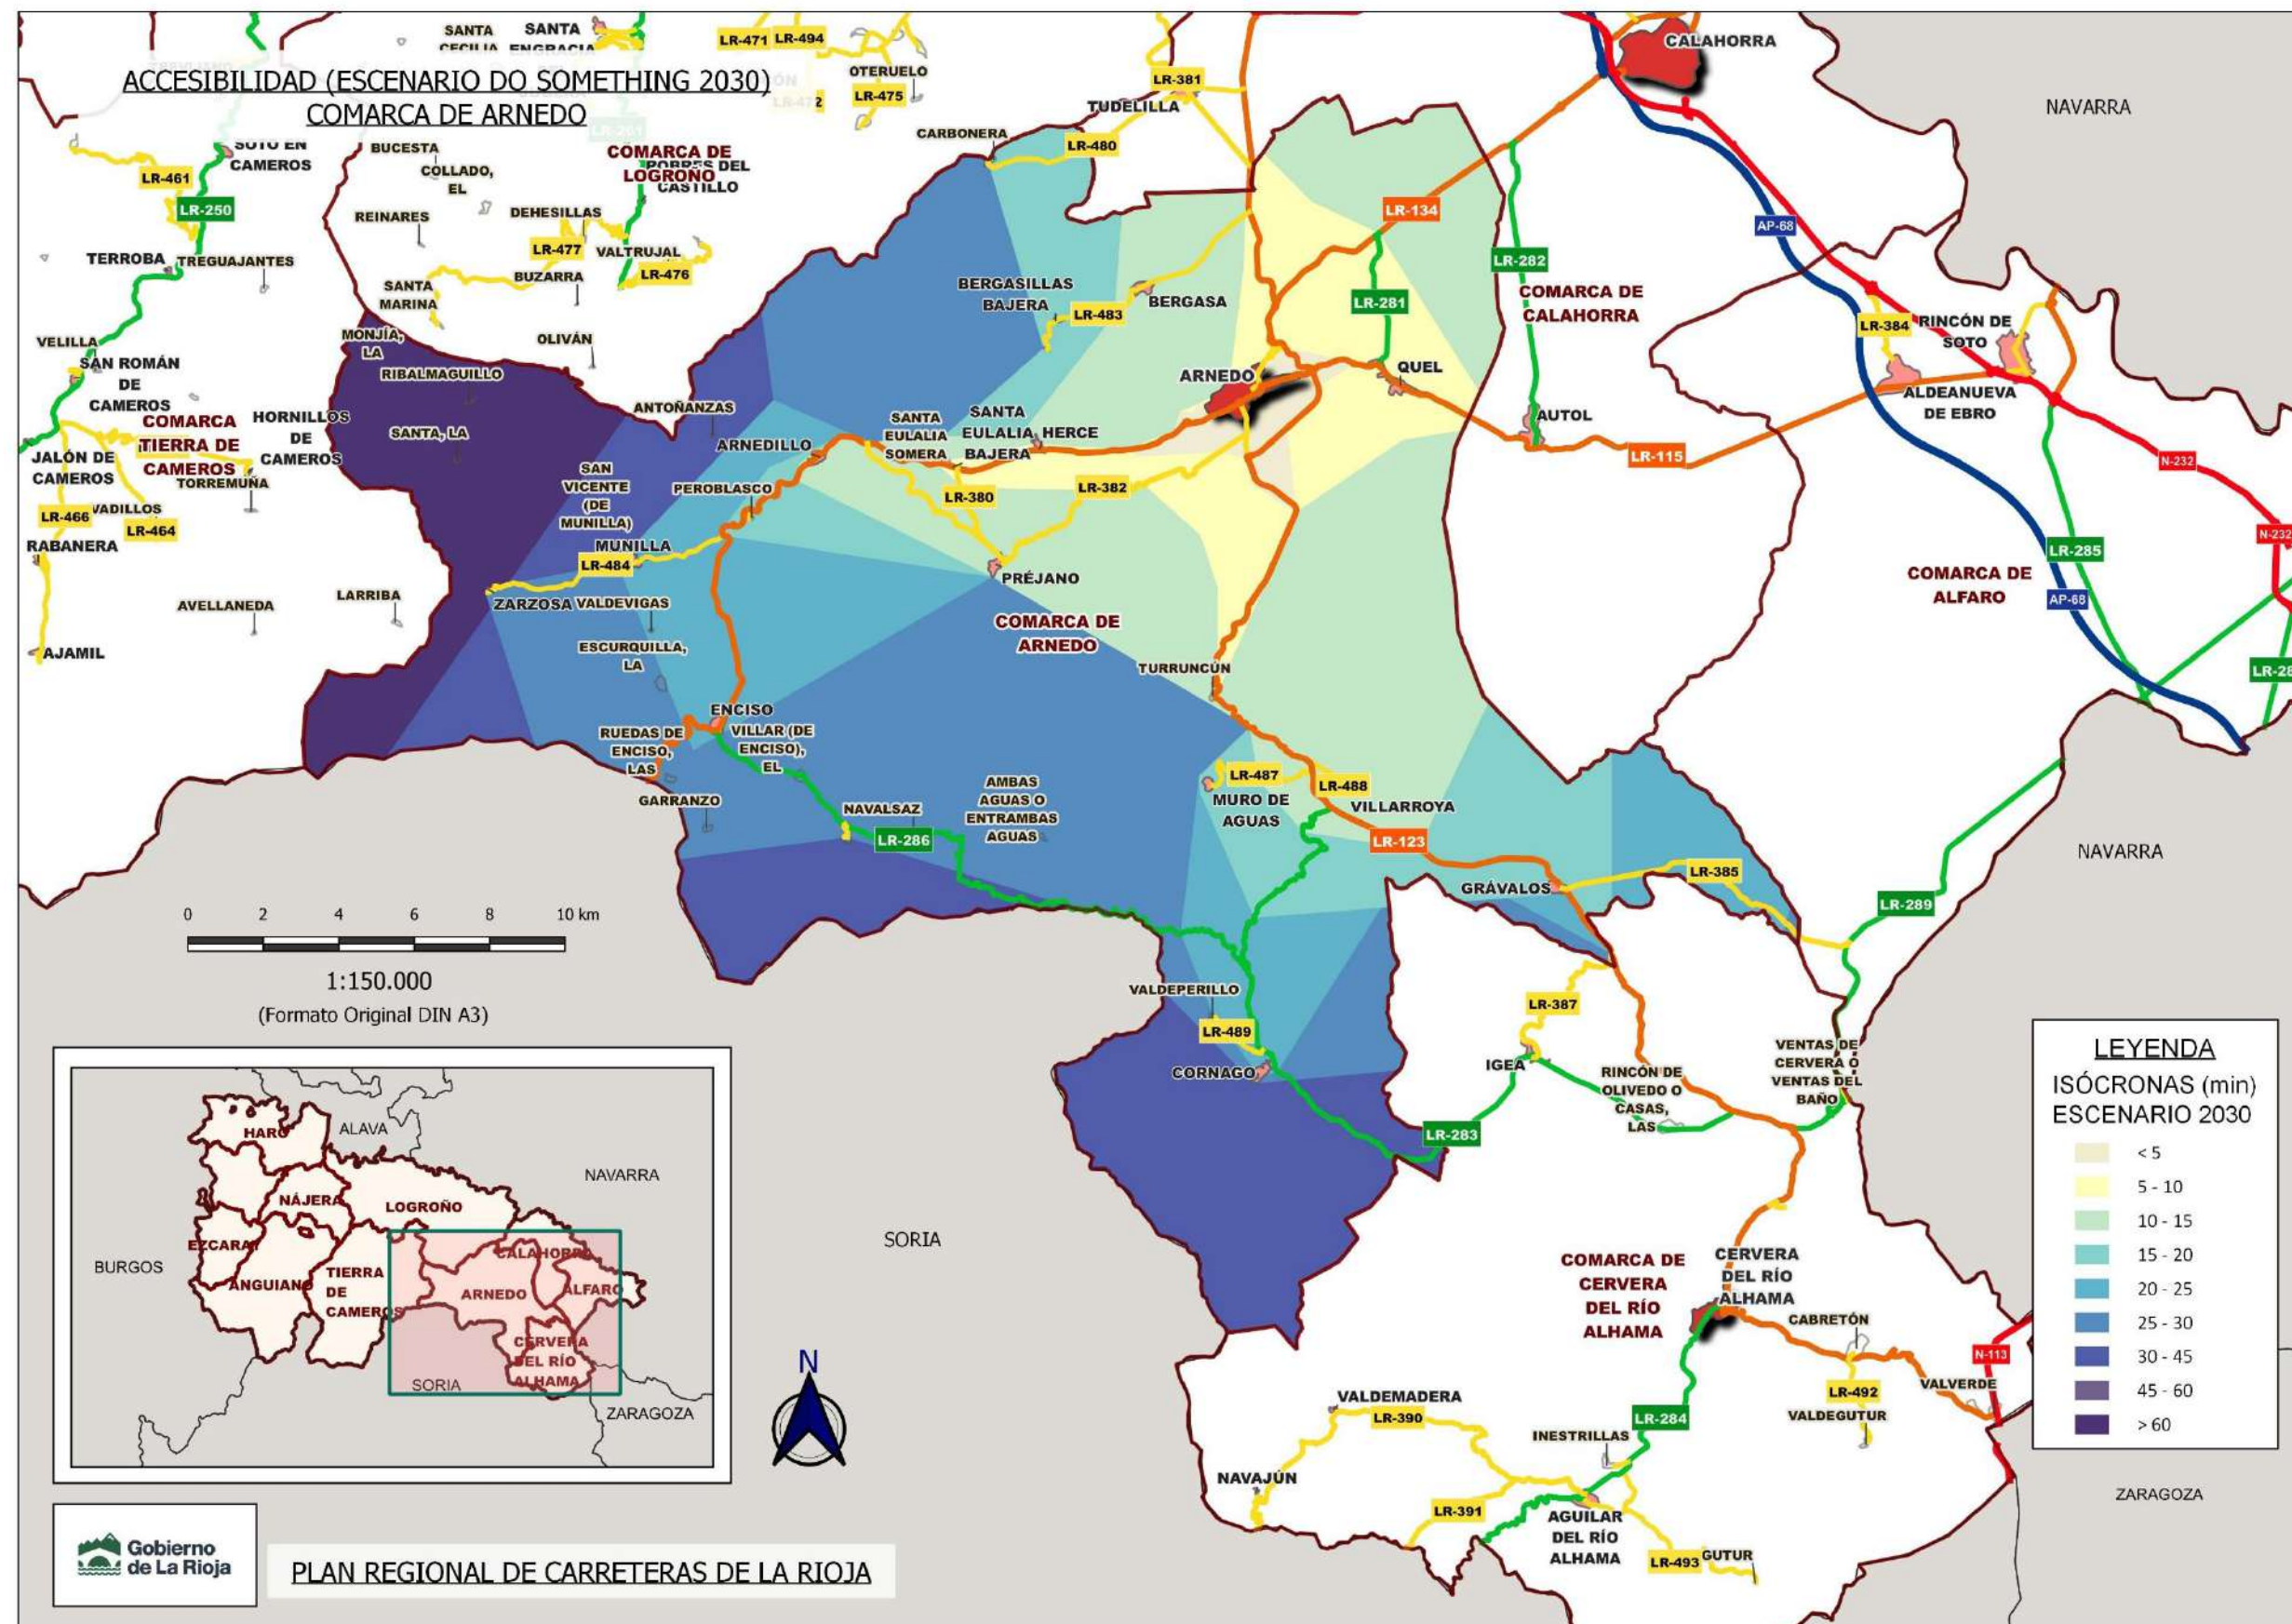 ACCESIBILIDAD (ESCENARIO DO SOMETHING 2030)
COMARCA DE ARNEDO
SANTA
CECILIA
SANTA
ENGRACIA
LR-471
LR-494
OTERUELO
LR-475
LR-381
TUDELILLA
CARBONERA
LR-480
CALAHORRA
NAVARRA
SOTO EN
CAMEROS
BUCESTA
COLLADO,
EL
COMARCA DE
LOGROÑO
ROBRES DEL
CASTILLO
LR-461
LR-250
REINARES
DEHESILLAS
LR-477
VALTRUJAL
LR-476
BUZARRA
TERROBA
TREGUAJANTES
SANTA
MARINA
OLIVÁN
MONJÍA,
LA
RIBALMAGUILLO
SANTA, LA
VELILLA
SAN ROMÁN
DE
CAMEROS
COMARCA
TIERRA DE
CAMEROS
HORNILLOS
DE
CAMEROS
JALÓN DE
CAMEROS
TORREMUÑA
LR-466
VADILLOS
LR-464
RABANERA
AVELLANEDA
LARRIBA
AJAMIL
LR-134
LR-282
AP-68
COMARCA DE
CALAHORRA
LR-281
BERGASILLAS
BAJERA
LR-483
BERGASA
LR-384
RINCÓN DE
SOTO
ALDEANUEVA
DE EBRO
ARNEDO
QUEL
AUTOL
LR-115
N-232
N-232
ANTOÑANZAS
ARNEDILLO
SANTA
EULALIA
SOMERA
SANTA
EULALIA
BAJERA
HERCE
SAN
VICENTE
(DE
MUNILLA)
PEROBLASCO
LR-380
LR-382
MUNILLA
LR-484
PRÉJANO
ZARZOSA
VALDEVIGAS
ESCURQUILLA,
LA
COMARCA DE
ARNEDO
TURRUNCÚN
COMARCA DE
ALFARO
LR-285
AP-68
LR-28
ENCISO
RUEDAS DE
ENCISO,
LAS
VILLAR (DE
ENCISO),
EL
GARRANZO
NAVALSAZ
LR-286
AMBAS
AGUAS O
ENTRAMBAS
AGUAS
LR-487
LR-488
MURO DE
AGUAS
VILLARROYA
LR-123
GRÁVALOS
LR-385
LR-289
NAVARRA
0 2 4 6 8 10 km
1:150.000
(Formato Original DIN A3)
VALDEPERILLO
LR-489
CORNAGO
LR-387
IGEA
RINCÓN DE
OLIVEDO O
CASAS,
LAS
VENTAS DE
CERVERA O
VENTAS DEL
BAÑO
LR-283
SORIA
COMARCA DE
CERVERA
DEL RÍO
ALHAMA
CERVERA
DEL RÍO
ALHAMA
CABRETÓN
N-113
LR-492
VALVERDE
VALDEGUTUR
VALDEMADERA
LR-390
LR-284
INESTRILLAS
NAVAJÚN
LR-391
AGUILAR
DEL RÍO
ALHAMA
LR-493
GUTUR
ZARAGOZA
LEYENDA
ISÓCRONAS (min)
ESCENARIO 2030
< 5
5 - 10
10 - 15
15 - 20
20 - 25
25 - 30
30 - 45
45 - 60
> 60
HARO
ALAVA
NAVARRA
NÁJERA
LOGROÑO
EZCARAY
CALAHORRA
BURGOS
ANGUIANO
TIERRA
DE
CAMEROS
ARNEDO
ALFARO
CERVERA
DEL RÍO
ALHAMA
SORIA
ZARAGOZA
N
Gobierno
de La Rioja
PLAN REGIONAL DE CARRETERAS DE LA RIOJA